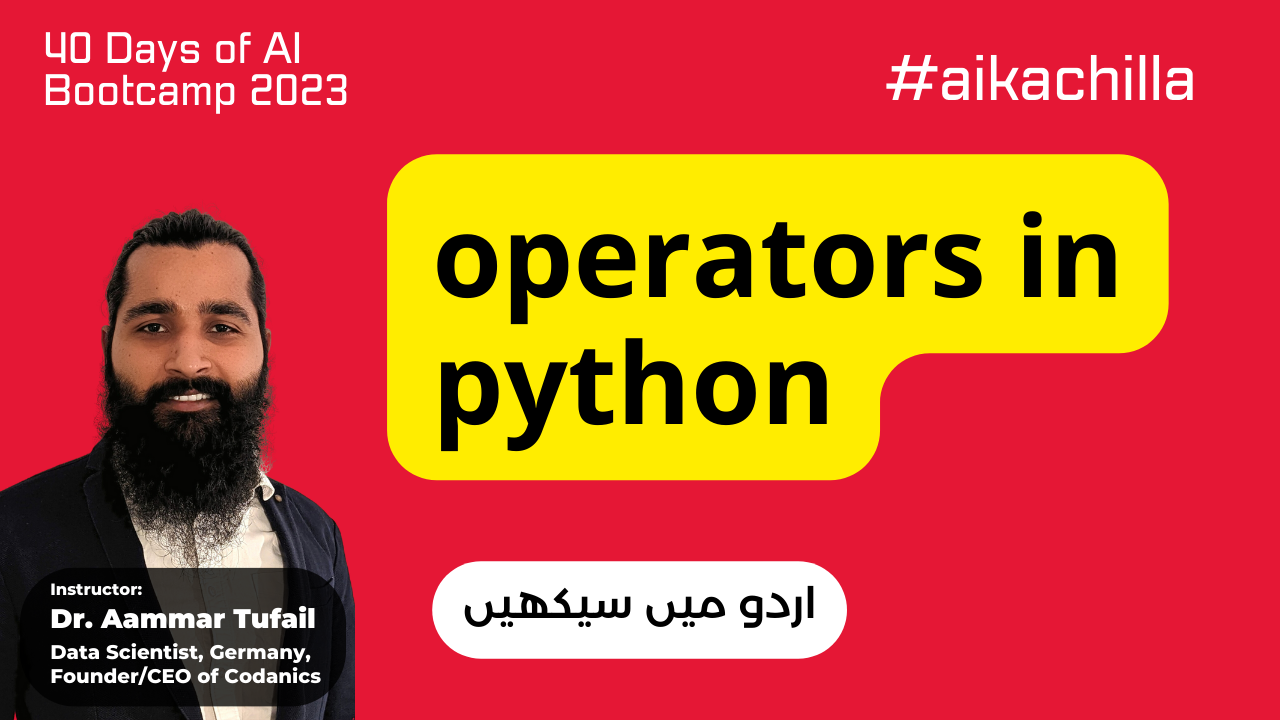 40 Days of AI
Bootcamp 2023
#aikachilla
operators in
python
اردو میں سیکھیں
Instructor:
Dr. Aammar Tufail
Data Scientist, Germany,
Founder/CEO of Codanics